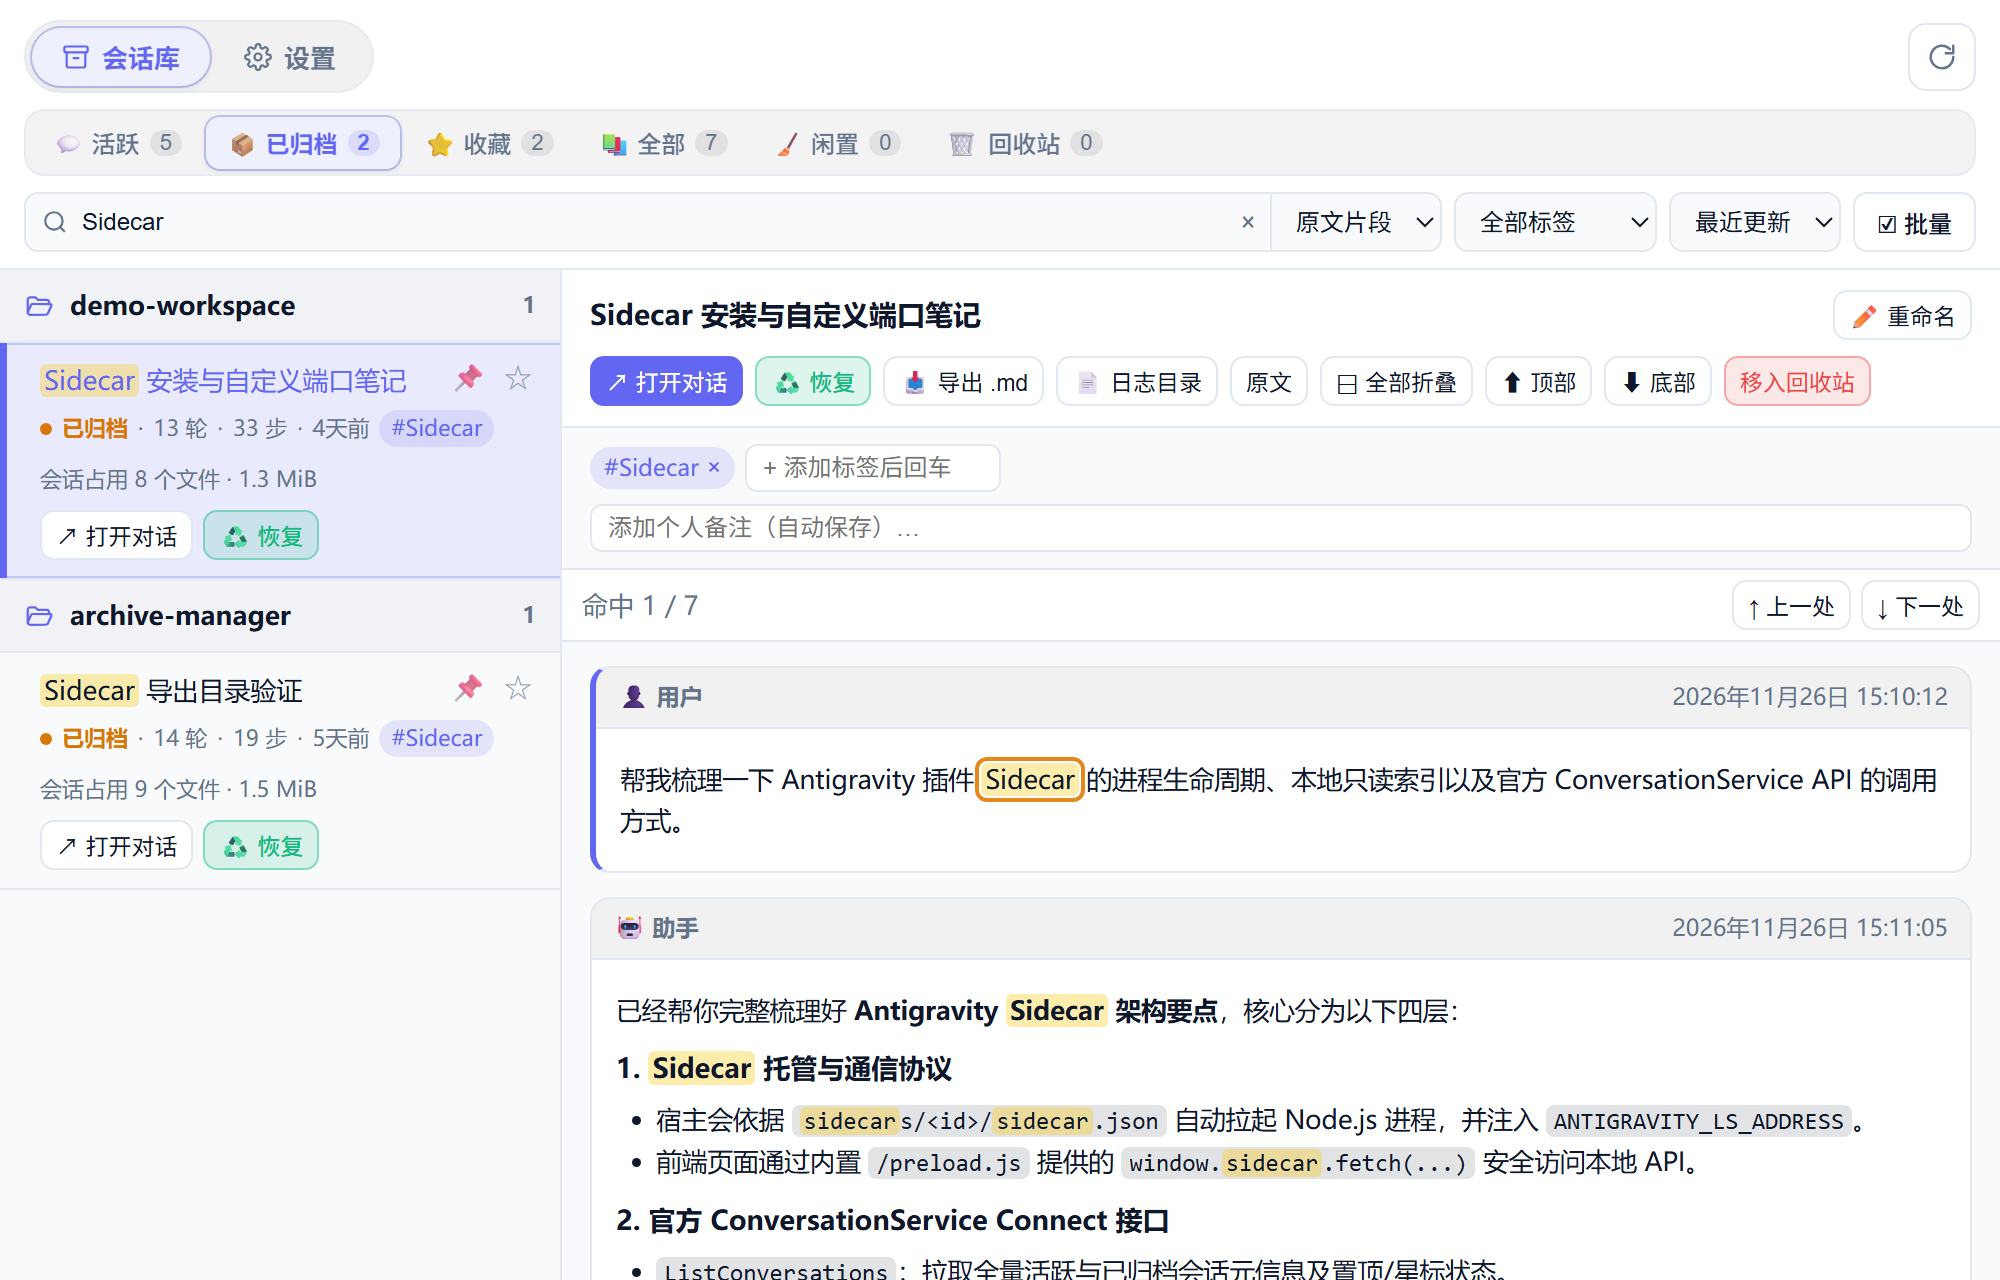 会话库 设置
活跃 5 已归档 2 收藏 2 全部 7 闲置 0 回收站 0
Sidecar × 原文片段 全部标签 最近更新 ☑ 批量
demo-workspace 1
Sidecar 安装与自定义端口笔记
已归档 · 13 轮 · 33 步 · 4天前 #Sidecar
会话占用 8 个文件 · 1.3 MiB
↗ 打开对话 恢复
archive-manager 1
Sidecar 导出目录验证
已归档 · 14 轮 · 19 步 · 5天前 #Sidecar
会话占用 9 个文件 · 1.5 MiB
↗ 打开对话 恢复
Sidecar 安装与自定义端口笔记 重命名
↗ 打开对话 恢复 导出 .md 日志目录 原文 全部折叠 ⬆ 顶部 ⬇ 底部 移入回收站
#Sidecar × + 添加标签后回车
添加个人备注（自动保存）…
命中 1 / 7 ↑ 上一处 ↓ 下一处
用户 2026年11月26日 15:10:12
帮我梳理一下 Antigravity 插件 Sidecar 的进程生命周期、本地只读索引以及官方 ConversationService API 的调用
方式。
助手 2026年11月26日 15:11:05
已经帮你完整梳理好 Antigravity Sidecar 架构要点，核心分为以下四层：
1. Sidecar 托管与通信协议
• 宿主会依据 sidecars/<id>/sidecar.json 自动拉起 Node.js 进程，并注入 ANTIGRAVITY_LS_ADDRESS 。
• 前端页面通过内置 /preload.js 提供的 window.sidecar.fetch(...) 安全访问本地 API。
2. 官方 ConversationService Connect 接口
• ListConversations ：拉取全量活跃与已归档会话元信息及置顶/星标状态。